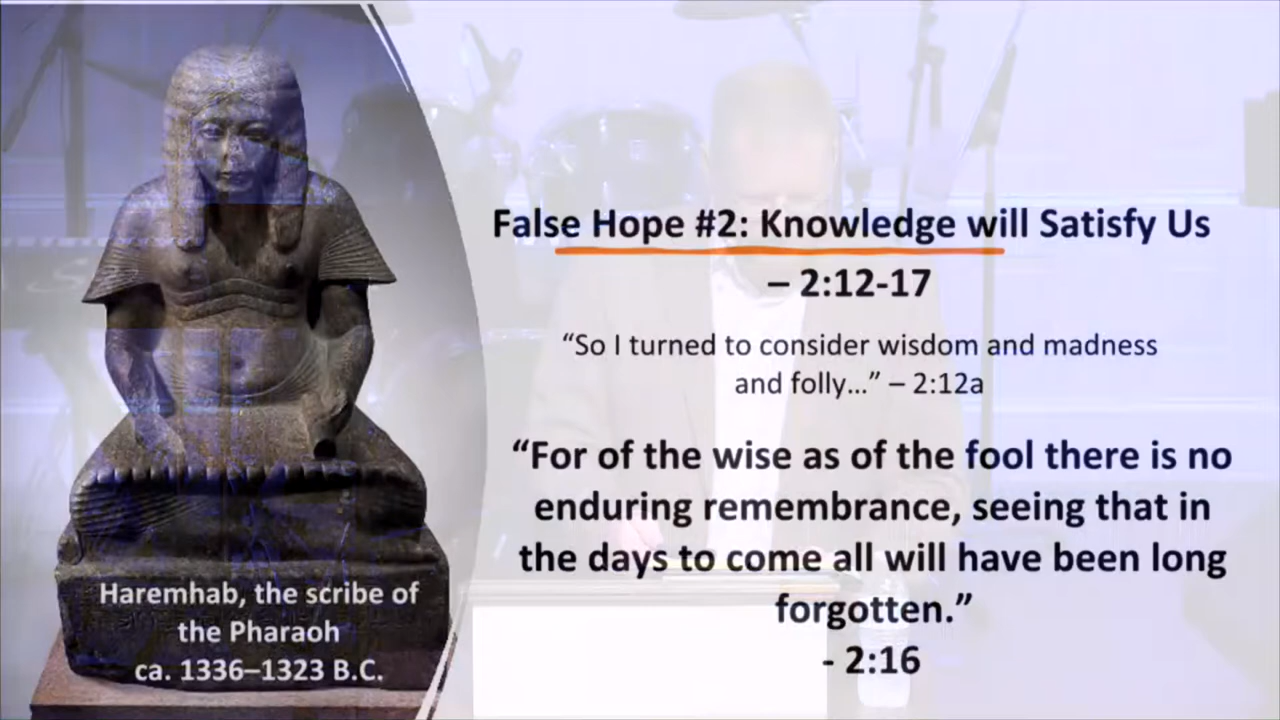 False Hope #2: Knowledge will Satisfy Us
– 2:12-17
“So I turned to consider wisdom and madness
and folly…” – 2:12a
“For of the wise as of the fool there is no
enduring remembrance, seeing that in
the days to come all will have been long
forgotten.”
- 2:16
Haremhab, the scribe of
the Pharaoh
ca. 1336–1323 B.C.